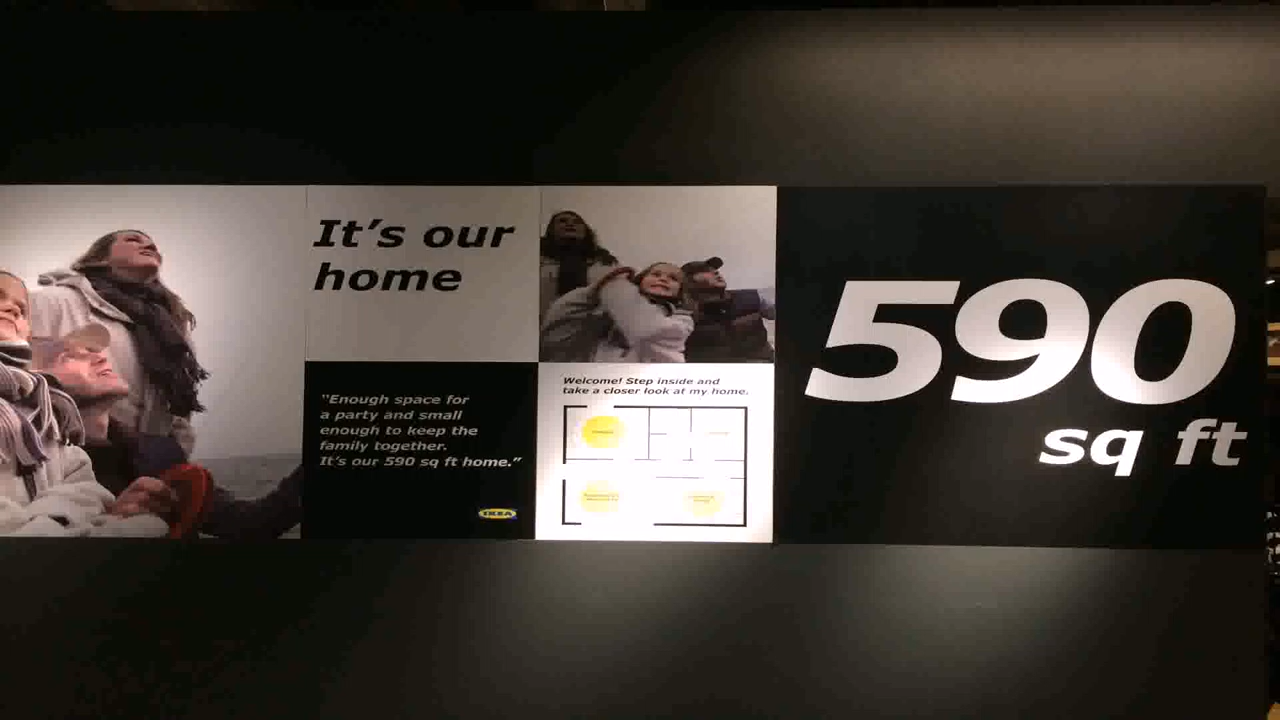 It's our
home
"Enough space for
a party and small
enough to keep the
family together.
It's our 590 sq ft home."
IKEA
Welcome! Step inside and
take a closer look at my home.
590
sq ft